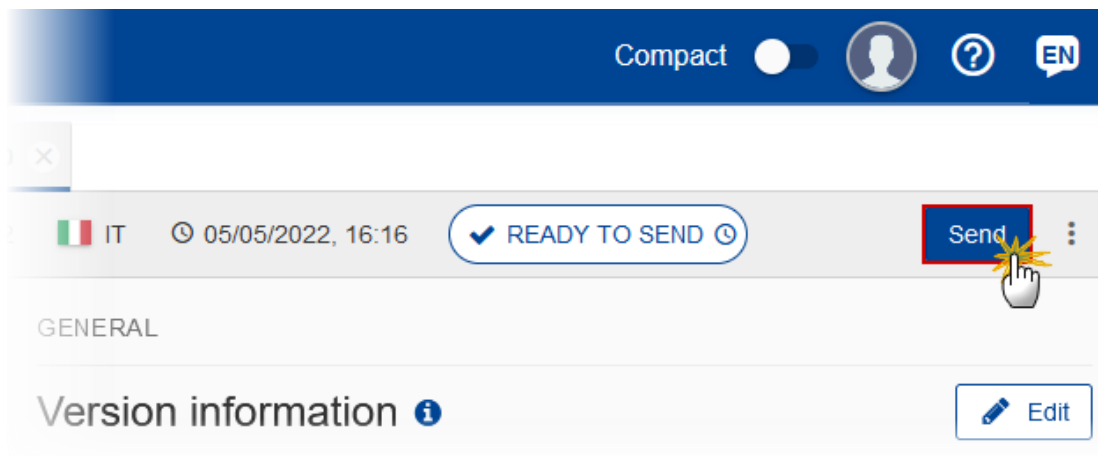 Compact EN
IT 05/05/2022, 16:16 READY TO SEND Send
GENERAL
Version information Edit